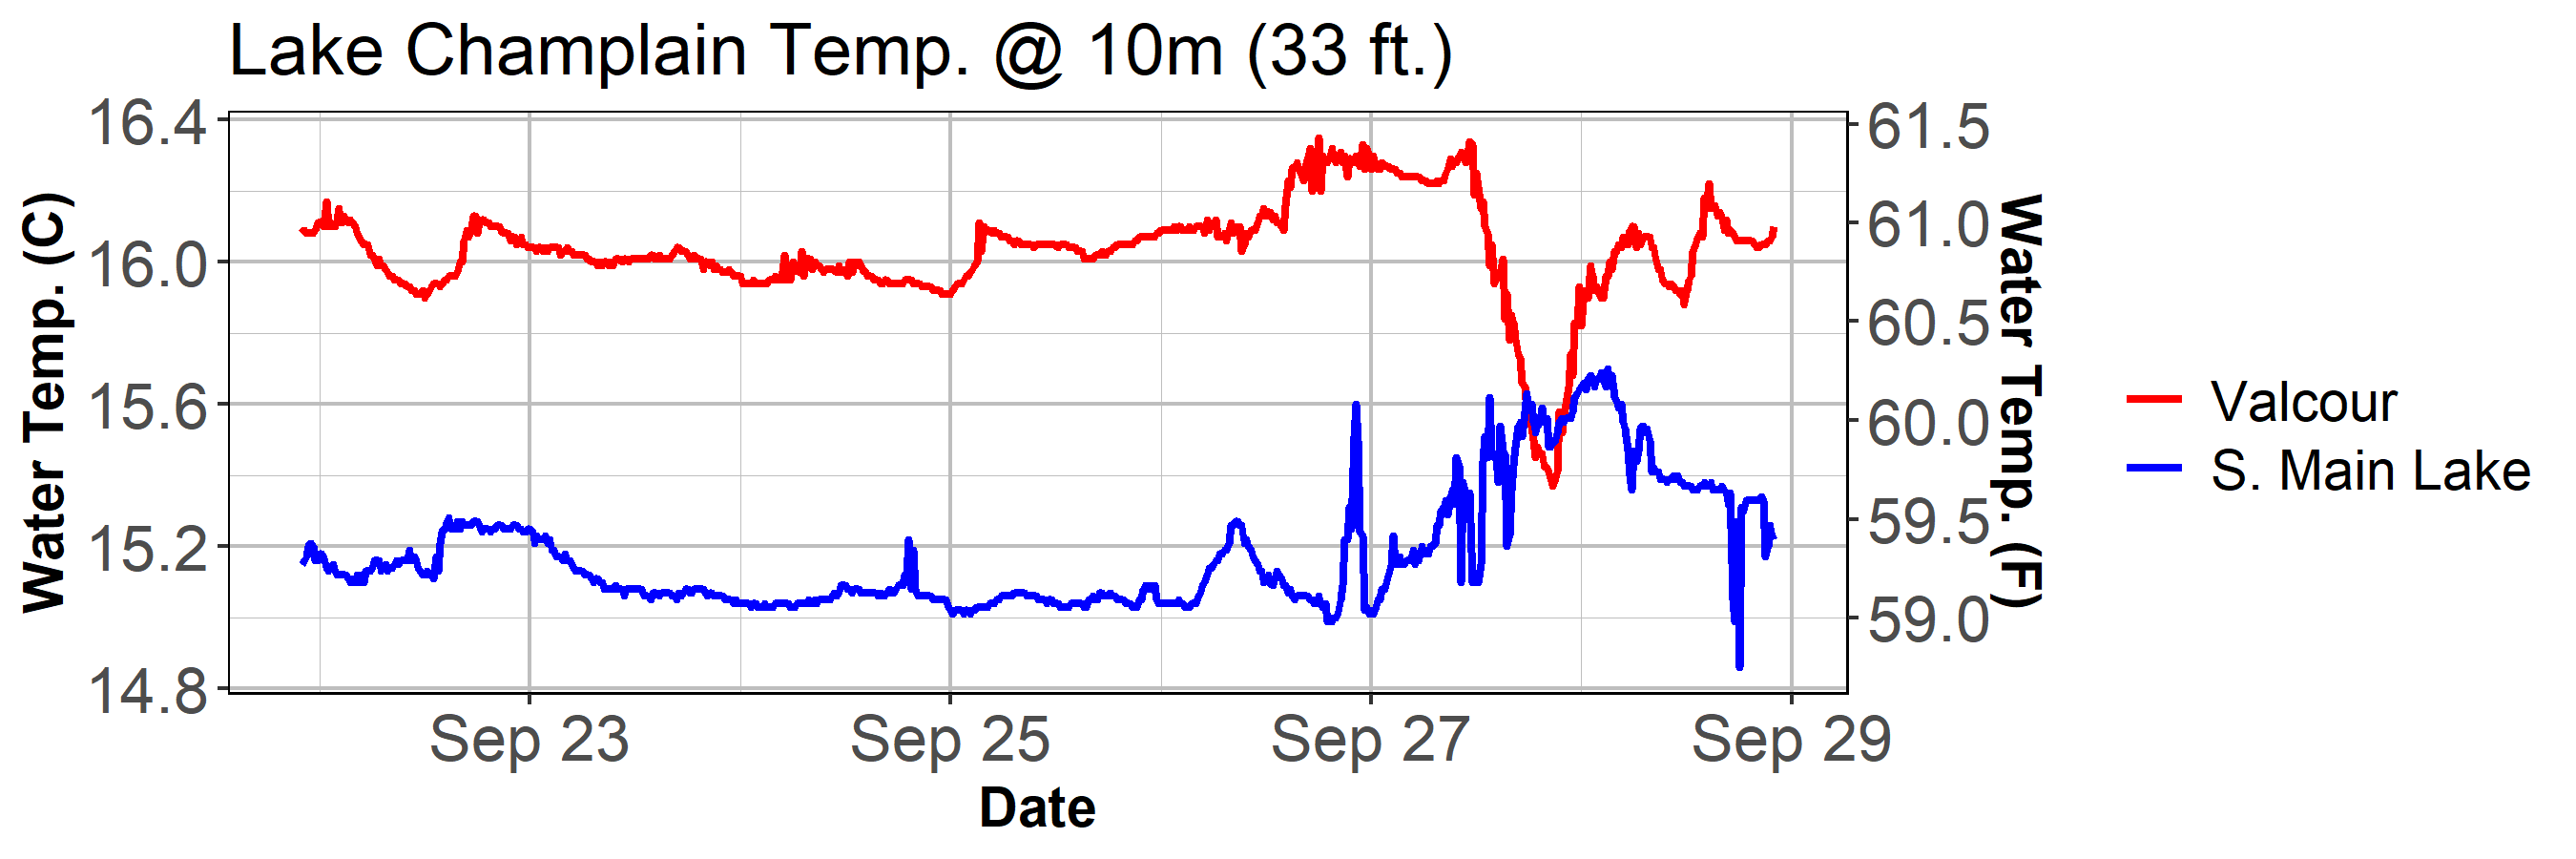 Lake Champlain Temp. @ 10m (33 ft.)
Water Temp. (C)
16.4
16.0
15.6
15.2
14.8
61.5
61.0
60.5
60.0
59.5
59.0
Water Temp. (F)
Valcour
S. Main Lake
Sep 23
Sep 25
Sep 27
Sep 29
Date